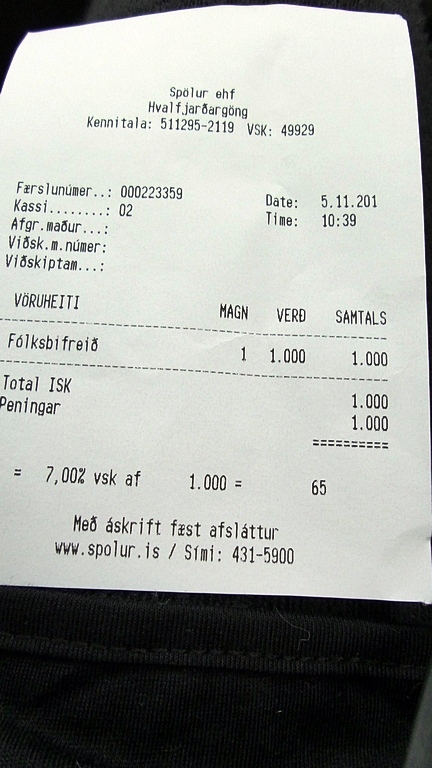 Spölur ehf
Hvalfjarðargöng
Kennitala: 511295-2119 VSK: 49929
Færslunúmer..: 000223359
Date: 5.11.201
Kassi........: 02
Time: 10:39
Afgr.maður...:
Viðsk.m.númer:
Viðskiptam...:
VÖRUHEITI MAGN VERÐ SAMTALS
Fólksbifreið 1 1.000 1.000
Total ISK 1.000
Peningar 1.000
==========
= 7,00% vsk af 1.000 = 65
Með áskrift fæst afsláttur
www.spolur.is / Sími: 431-5900